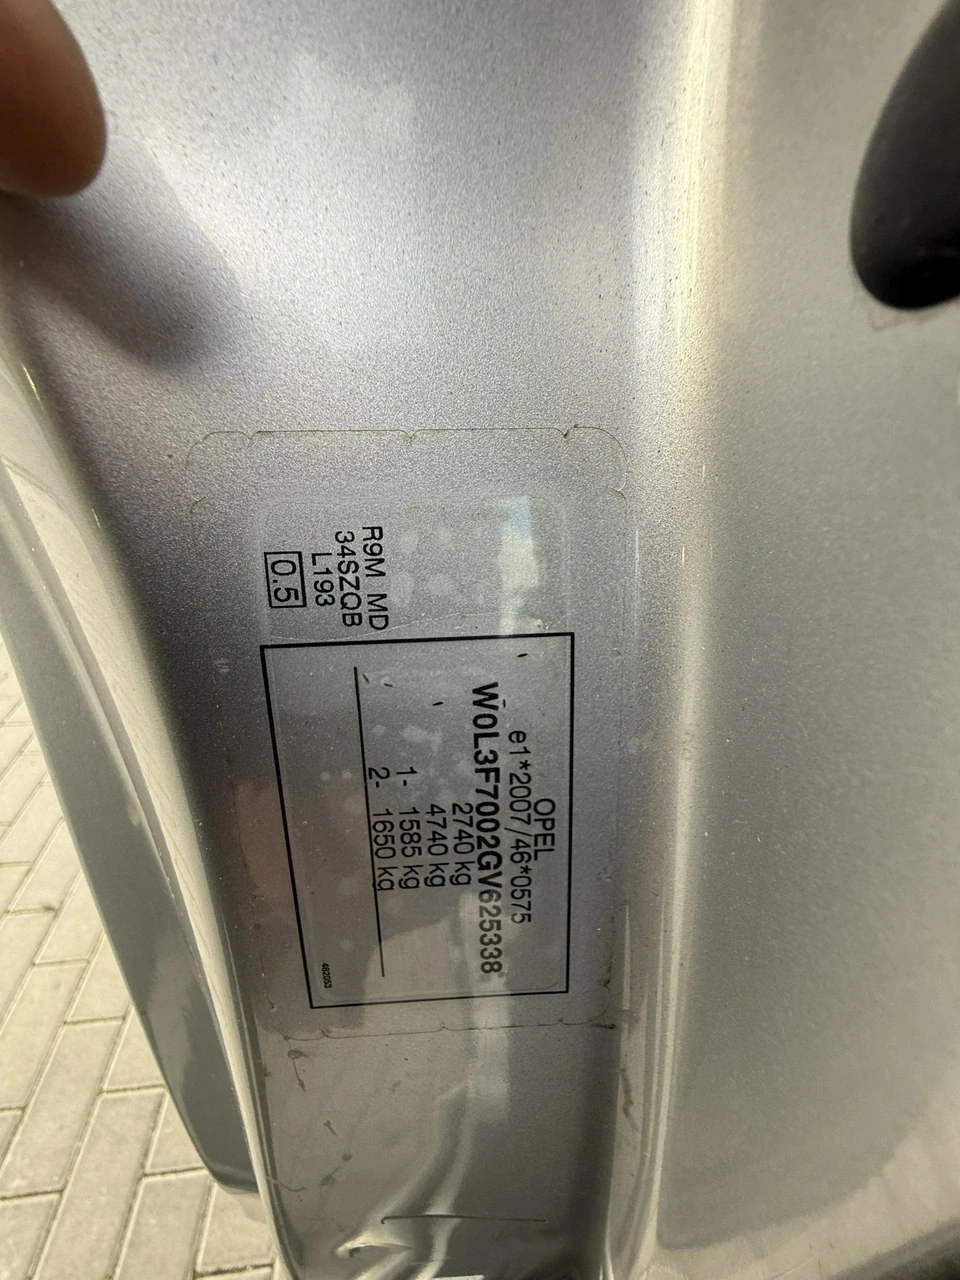 OPEL
e1*2007/46*0575
W0L3F7002GV625338
2740 kg
4740 kg
1- 1585 kg
2- 1650 kg
482053
R9M MD
34SZQB
L193
0.5